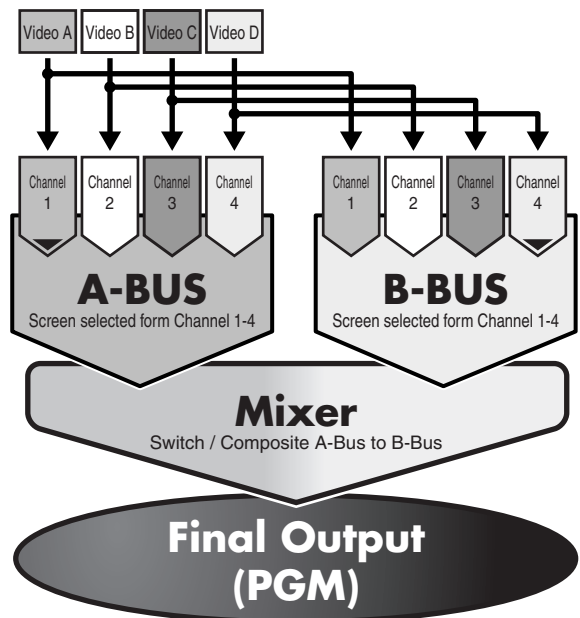 Video A Video B Video C Video D
Channel 1 Channel 2 Channel 3 Channel 4
Channel 1 Channel 2 Channel 3 Channel 4
A-BUS
Screen selected form Channel 1-4
B-BUS
Screen selected form Channel 1-4
Mixer
Switch / Composite A-Bus to B-Bus
Final Output
(PGM)